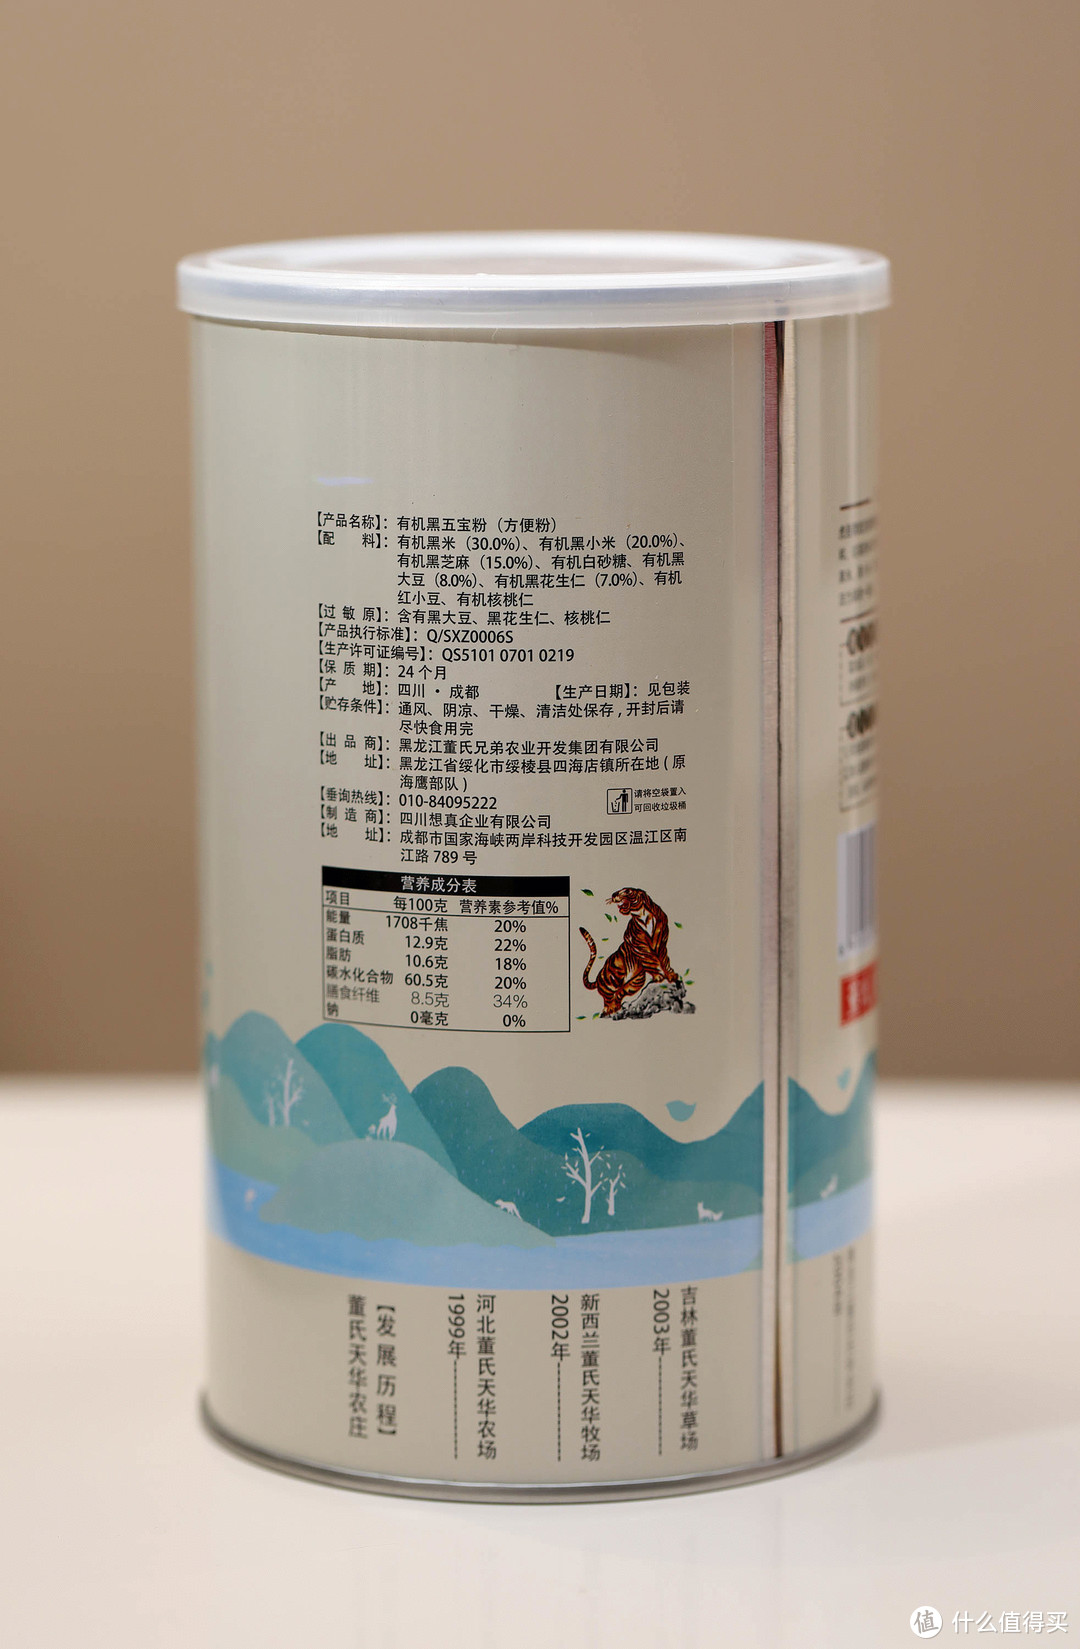 【产品名称】：有机黑五宝粉（方便粉）
【配 料】：有机黑米（30.0%）、有机黑小米（20.0%）、
有机黑芝麻（15.0%）、有机白砂糖、有机黑
大豆（8.0%）、有机黑花生仁（7.0%）、有机
红小豆、有机核桃仁
【过 敏 原】：含有黑大豆、黑花生仁、核桃仁
【产品执行标准】：Q/SXZ0006S
【生产许可证编号】：QS5101 0701 0219
【保 质 期】：24 个月
【产 地】：四川・成都 【生产日期】：见包装
【贮存条件】：通风、阴凉、干燥、清洁处保存，开封后请
尽快食用完
【出 品 商】：黑龙江董氏兄弟农业开发集团有限公司
【地 址】：黑龙江省绥化市绥棱县四海店镇所在地（原
海鹰部队）
【垂询热线】：010-84095222
【制 造 商】：四川想真企业有限公司
【地 址】：成都市国家海峡两岸科技开发园区温江区南
江路 789 号
请将空袋置入
可回收垃圾桶
营养成分表
项目 每100克 营养素参考值%
能量 1708千焦 20%
蛋白质 12.9克 22%
脂肪 10.6克 18%
碳水化合物 60.5克 20%
膳食纤维 8.5克 34%
钠 0毫克 0%
【发展历程】
董氏天华农庄
河北董氏天华农场
1999年
新西兰董氏天华牧场
2002年
吉林董氏天华草场
2003年
值 什么值得买